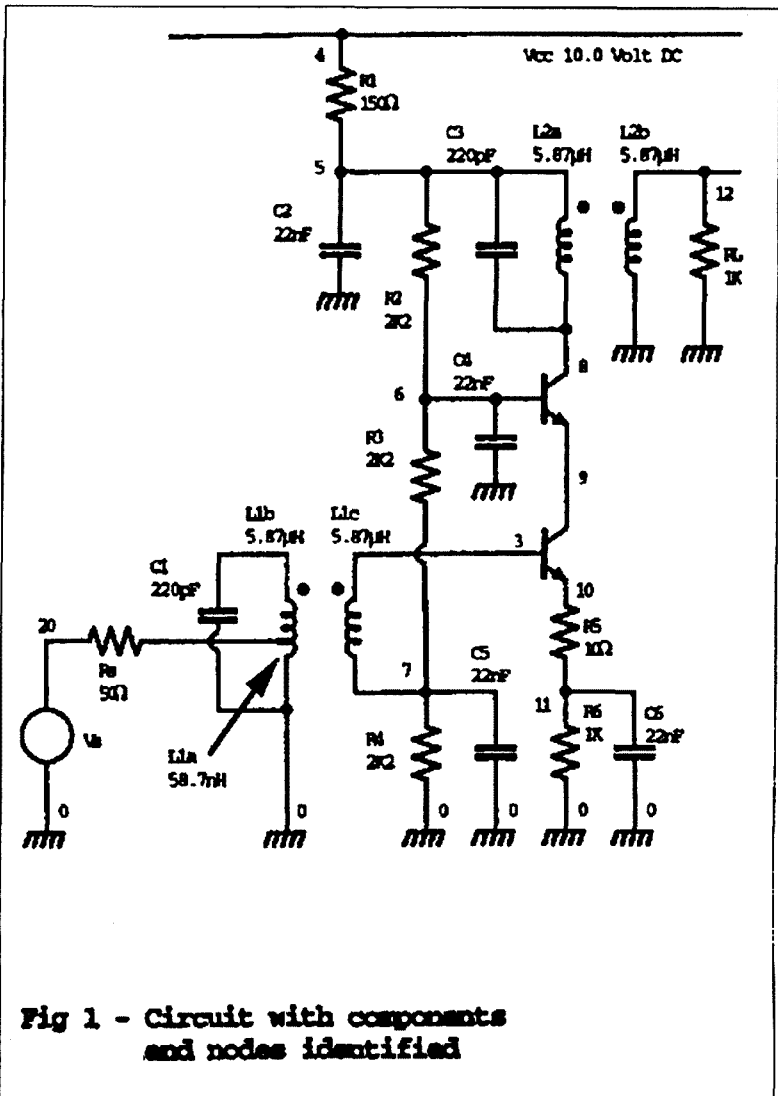 4
Vcc 10.0 Volt DC
R1
150Ω
C3
220pF
L2a
5.87µH
L2b
5.87µH
5
12
C2
22nF
RL
1K
R2
2K2
C4
22nF
8
6
R3
2K2
9
L1b
5.87µH
L1c
5.87µH
3
C1
220pF
10
20
Rs
50Ω
R5
10Ω
7
C5
22nF
11
R6
1K
C6
22nF
Vs
R4
2K2
L1a
58.7nH
0
0
0
0
0
0
Fig 1 - Circuit with components
and nodes identified